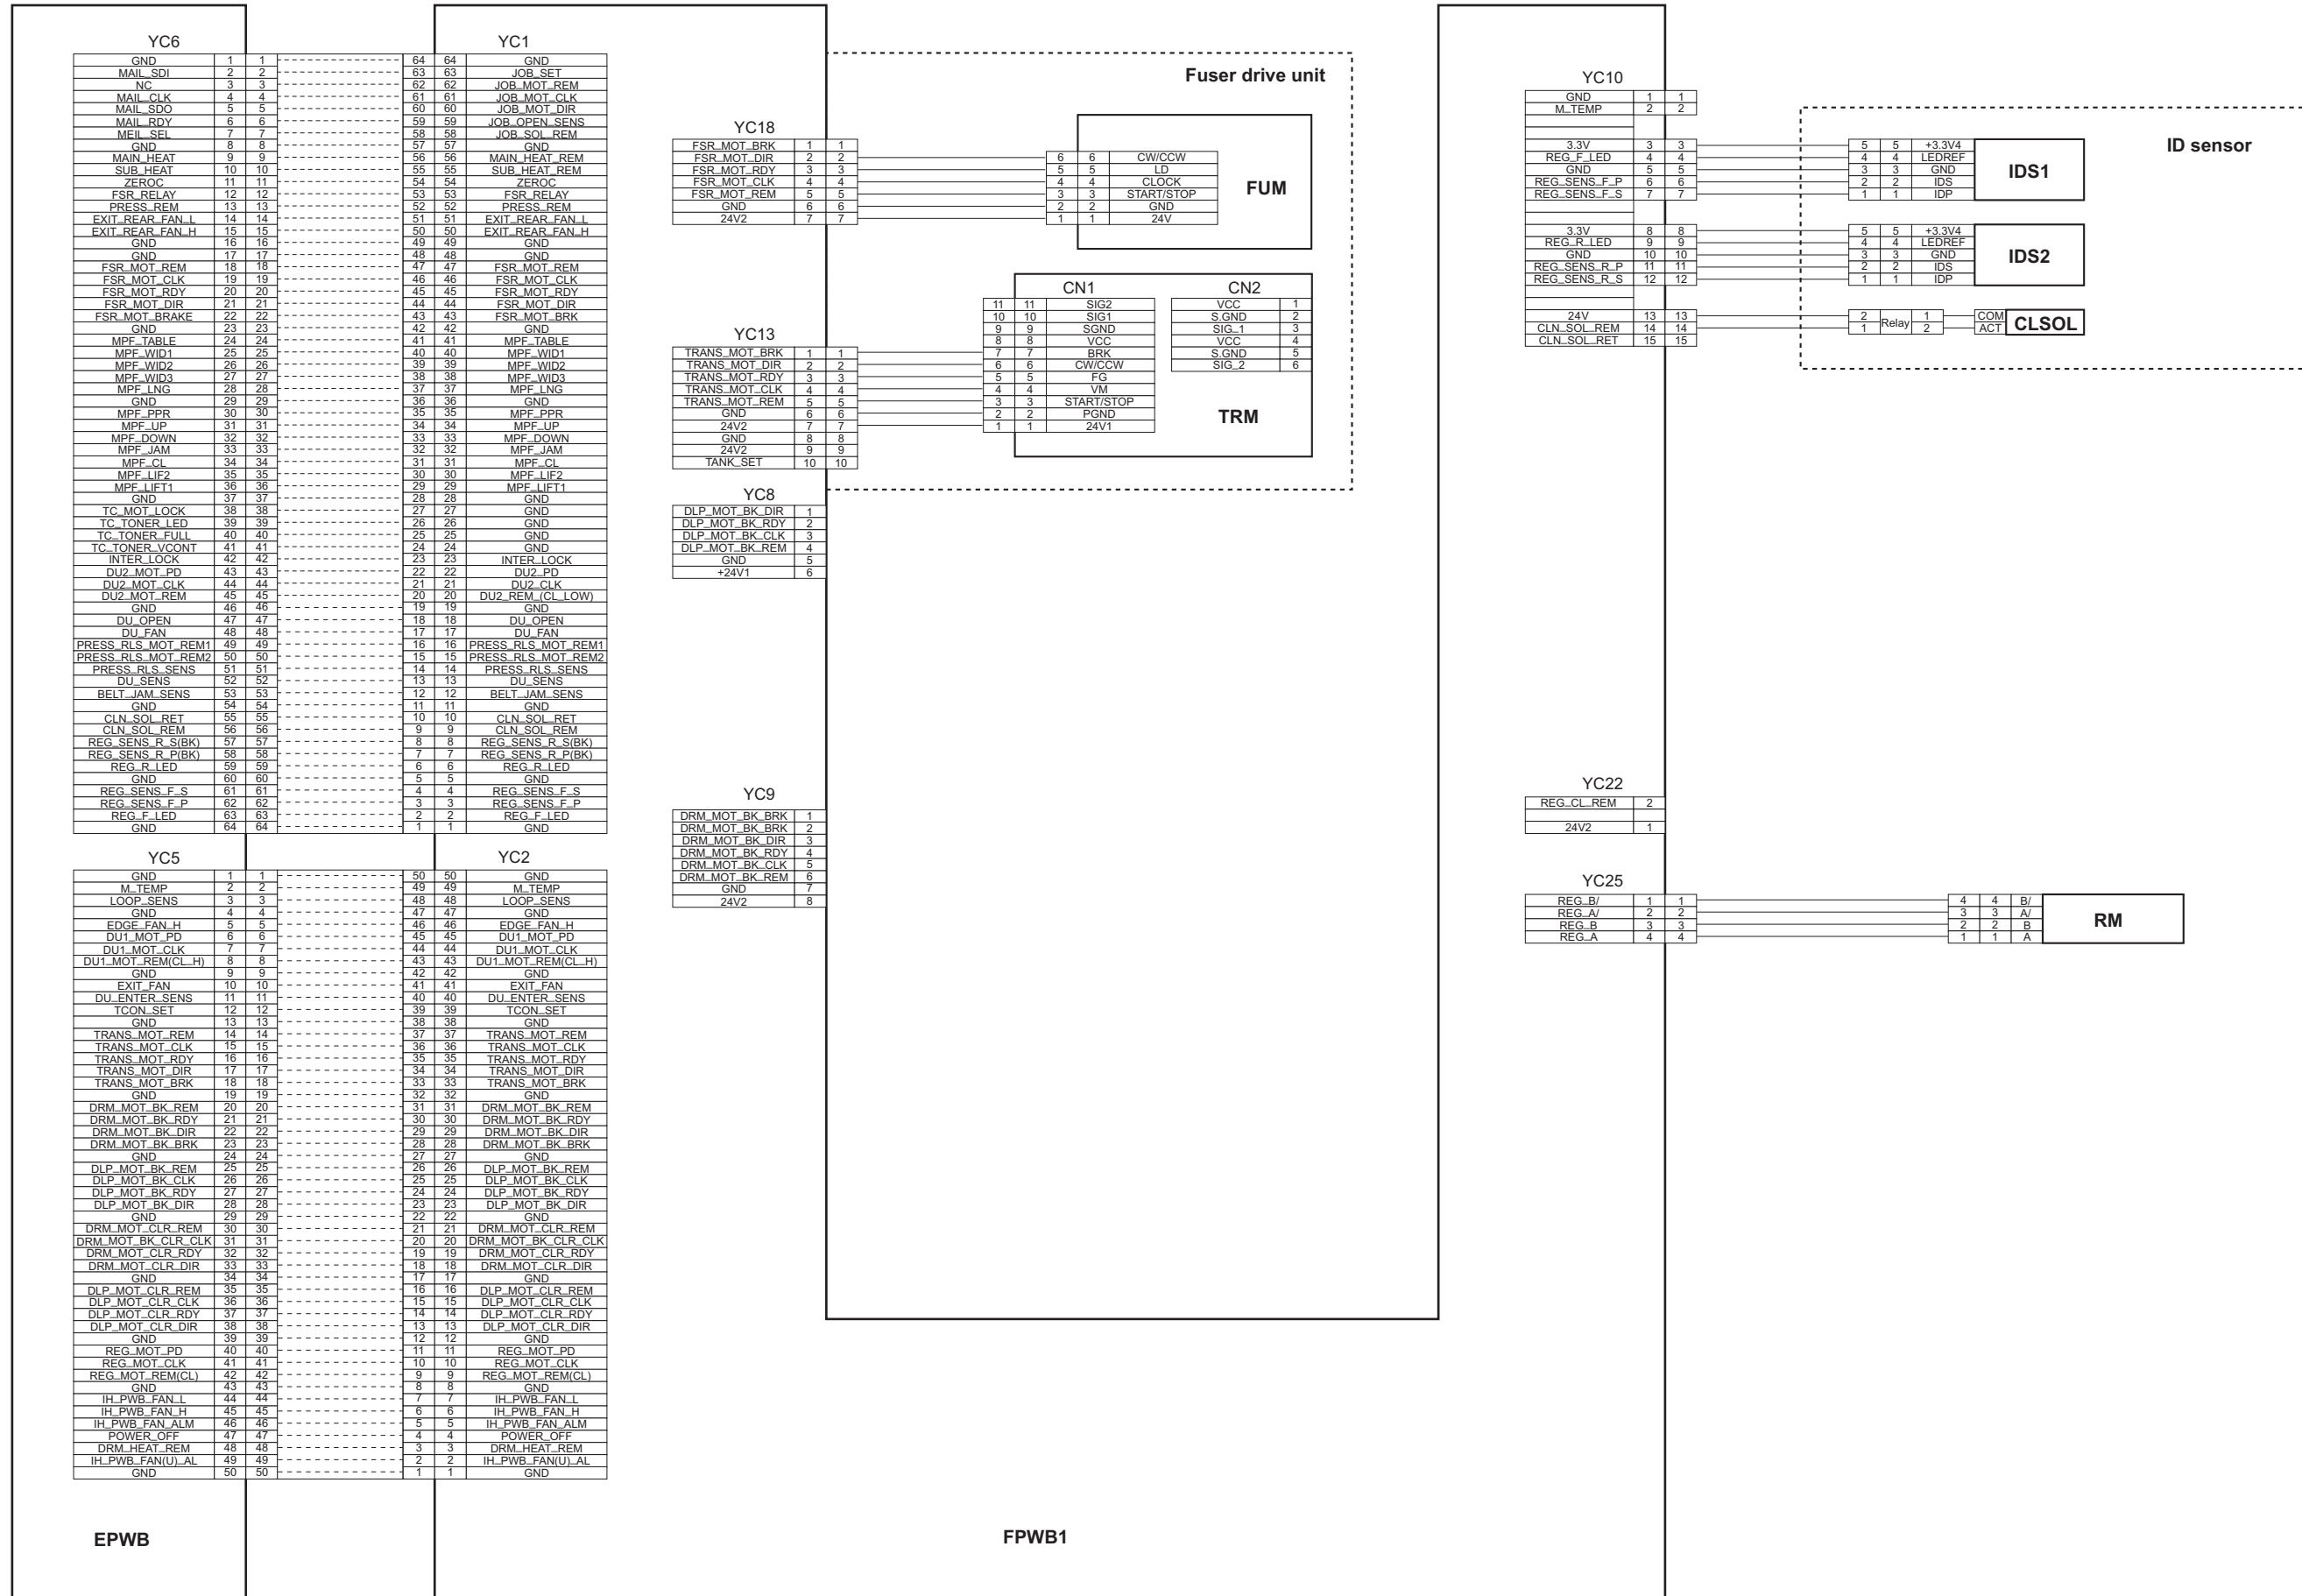 YC6
GND 1 1
MAIL_SDI 2 2
NC 3 3
MAIL_CLK 4 4
MAIL_SDO 5 5
MAIL_RDY 6 6
MEIL_SEL 7 7
GND 8 8
MAIN_HEAT 9 9
SUB_HEAT 10 10
ZEROC 11 11
FSR_RELAY 12 12
PRESS_REM 13 13
EXIT_REAR_FAN_L 14 14
EXIT_REAR_FAN_H 15 15
GND 16 16
GND 17 17
FSR_MOT_REM 18 18
FSR_MOT_CLK 19 19
FSR_MOT_RDY 20 20
FSR_MOT_DIR 21 21
FSR_MOT_BRAKE 22 22
GND 23 23
MPF_TABLE 24 24
MPF_WID1 25 25
MPF_WID2 26 26
MPF_WID3 27 27
MPF_LNG 28 28
GND 29 29
MPF_PPR 30 30
MPF_UP 31 31
MPF_DOWN 32 32
MPF_JAM 33 33
MPF_CL 34 34
MPF_LIF2 35 35
MPF_LIFT1 36 36
GND 37 37
TC_MOT_LOCK 38 38
TC_TONER_LED 39 39
TC_TONER_FULL 40 40
TC_TONER_VCONT 41 41
INTER_LOCK 42 42
DU2_MOT_PD 43 43
DU2_MOT_CLK 44 44
DU2_MOT_REM 45 45
GND 46 46
DU_OPEN 47 47
DU_FAN 48 48
PRESS_RLS_MOT_REM1 49 49
PRESS_RLS_MOT_REM2 50 50
PRESS_RLS_SENS 51 51
DU_SENS 52 52
BELT_JAM_SENS 53 53
GND 54 54
CLN_SOL_RET 55 55
CLN_SOL_REM 56 56
REG_SENS_R_S(BK) 57 57
REG_SENS_R_P(BK) 58 58
REG_R_LED 59 59
GND 60 60
REG_SENS_F_S 61 61
REG_SENS_F_P 62 62
REG_F_LED 63 63
GND 64 64
YC1
64 64 GND
63 63 JOB_SET
62 62 JOB_MOT_REM
61 61 JOB_MOT_CLK
60 60 JOB_MOT_DIR
59 59 JOB_OPEN_SENS
58 58 JOB_SOL_REM
57 57 GND
56 56 MAIN_HEAT_REM
55 55 SUB_HEAT_REM
54 54 ZEROC
53 53 FSR_RELAY
52 52 PRESS_REM
51 51 EXIT_REAR_FAN_L
50 50 EXIT_REAR_FAN_H
49 49 GND
48 48 GND
47 47 FSR_MOT_REM
46 46 FSR_MOT_CLK
45 45 FSR_MOT_RDY
44 44 FSR_MOT_DIR
43 43 FSR_MOT_BRK
42 42 GND
41 41 MPF_TABLE
40 40 MPF_WID1
39 39 MPF_WID2
38 38 MPF_WID3
37 37 MPF_LNG
36 36 GND
35 35 MPF_PPR
34 34 MPF_UP
33 33 MPF_DOWN
32 32 MPF_JAM
31 31 MPF_CL
30 30 MPF_LIF2
29 29 MPF_LIFT1
28 28 GND
27 27 GND
26 26 GND
25 25 GND
24 24 GND
23 23 INTER_LOCK
22 22 DU2_PD
21 21 DU2_CLK
20 20 DU2_REM_(CL_LOW)
19 19 GND
18 18 DU_OPEN
17 17 DU_FAN
16 16 PRESS_RLS_MOT_REM1
15 15 PRESS_RLS_MOT_REM2
14 14 PRESS_RLS_SENS
13 13 DU_SENS
12 12 BELT_JAM_SENS
11 11 GND
10 10 CLN_SOL_RET
9 9 CLN_SOL_REM
8 8 REG_SENS_R_S(BK)
7 7 REG_SENS_R_P(BK)
6 6 REG_R_LED
5 5 GND
4 4 REG_SENS_F_S
3 3 REG_SENS_F_P
2 2 REG_F_LED
1 1 GND
YC5
GND 1 1
M_TEMP 2 2
LOOP_SENS 3 3
GND 4 4
EDGE_FAN_H 5 5
DU1_MOT_PD 6 6
DU1_MOT_CLK 7 7
DU1_MOT_REM(CL_H) 8 8
GND 9 9
EXIT_FAN 10 10
DU_ENTER_SENS 11 11
TCON_SET 12 12
GND 13 13
TRANS_MOT_REM 14 14
TRANS_MOT_CLK 15 15
TRANS_MOT_RDY 16 16
TRANS_MOT_DIR 17 17
TRANS_MOT_BRK 18 18
GND 19 19
DRM_MOT_BK_REM 20 20
DRM_MOT_BK_RDY 21 21
DRM_MOT_BK_DIR 22 22
DRM_MOT_BK_BRK 23 23
GND 24 24
DLP_MOT_BK_REM 25 25
DLP_MOT_BK_CLK 26 26
DLP_MOT_BK_RDY 27 27
DLP_MOT_BK_DIR 28 28
GND 29 29
DRM_MOT_CLR_REM 30 30
DRM_MOT_BK_CLR_CLK 31 31
DRM_MOT_CLR_RDY 32 32
DRM_MOT_CLR_DIR 33 33
GND 34 34
DLP_MOT_CLR_REM 35 35
DLP_MOT_CLR_CLK 36 36
DLP_MOT_CLR_RDY 37 37
DLP_MOT_CLR_DIR 38 38
GND 39 39
REG_MOT_PD 40 40
REG_MOT_CLK 41 41
REG_MOT_REM(CL) 42 42
GND 43 43
IH_PWB_FAN_L 44 44
IH_PWB_FAN_H 45 45
IH_PWB_FAN_ALM 46 46
POWER_OFF 47 47
DRM_HEAT_REM 48 48
IH_PWB_FAN(U)_AL 49 49
GND 50 50
YC2
50 50 GND
49 49 M_TEMP
48 48 LOOP_SENS
47 47 GND
46 46 EDGE_FAN_H
45 45 DU1_MOT_PD
44 44 DU1_MOT_CLK
43 43 DU1_MOT_REM(CL_H)
42 42 GND
41 41 EXIT_FAN
40 40 DU_ENTER_SENS
39 39 TCON_SET
38 38 GND
37 37 TRANS_MOT_REM
36 36 TRANS_MOT_CLK
35 35 TRANS_MOT_RDY
34 34 TRANS_MOT_DIR
33 33 TRANS_MOT_BRK
32 32 GND
31 31 DRM_MOT_BK_REM
30 30 DRM_MOT_BK_RDY
29 29 DRM_MOT_BK_DIR
28 28 DRM_MOT_BK_BRK
27 27 GND
26 26 DLP_MOT_BK_REM
25 25 DLP_MOT_BK_CLK
24 24 DLP_MOT_BK_RDY
23 23 DLP_MOT_BK_DIR
22 22 GND
21 21 DRM_MOT_CLR_REM
20 20 DRM_MOT_BK_CLR_CLK
19 19 DRM_MOT_CLR_RDY
18 18 DRM_MOT_CLR_DIR
17 17 GND
16 16 DLP_MOT_CLR_REM
15 15 DLP_MOT_CLR_CLK
14 14 DLP_MOT_CLR_RDY
13 13 DLP_MOT_CLR_DIR
12 12 GND
11 11 REG_MOT_PD
10 10 REG_MOT_CLK
9 9 REG_MOT_REM(CL)
8 8 GND
7 7 IH_PWB_FAN_L
6 6 IH_PWB_FAN_H
5 5 IH_PWB_FAN_ALM
4 4 POWER_OFF
3 3 DRM_HEAT_REM
2 2 IH_PWB_FAN(U)_AL
1 1 GND
EPWB
Fuser drive unit
YC18
FSR_MOT_BRK 1 1
FSR_MOT_DIR 2 2
FSR_MOT_RDY 3 3
FSR_MOT_CLK 4 4
FSR_MOT_REM 5 5
GND 6 6
24V2 7 7
6 6 CW/CCW
5 5 LD
4 4 CLOCK
3 3 START/STOP
2 2 GND
1 1 24V
FUM
YC13
TRANS_MOT_BRK 1 1
TRANS_MOT_DIR 2 2
TRANS_MOT_RDY 3 3
TRANS_MOT_CLK 4 4
TRANS_MOT_REM 5 5
GND 6 6
24V2 7 7
GND 8 8
24V2 9 9
TANK_SET 10 10
CN1
11 11 SIG2
10 10 SIG1
9 9 SGND
8 8 VCC
7 7 BRK
6 6 CW/CCW
5 5 FG
4 4 VM
3 3 START/STOP
2 2 PGND
1 1 24V1
CN2
VCC 1
S.GND 2
SIG_1 3
VCC 4
S.GND 5
SIG_2 6
TRM
YC8
DLP_MOT_BK_DIR 1
DLP_MOT_BK_RDY 2
DLP_MOT_BK_CLK 3
DLP_MOT_BK_REM 4
GND 5
+24V1 6
YC9
DRM_MOT_BK_BRK 1
DRM_MOT_BK_BRK 2
DRM_MOT_BK_DIR 3
DRM_MOT_BK_RDY 4
DRM_MOT_BK_CLK 5
DRM_MOT_BK_REM 6
GND 7
24V2 8
FPWB1
YC10
GND 1 1
M_TEMP 2 2
3.3V 3 3
REG_F_LED 4 4
GND 5 5
REG_SENS_F_P 6 6
REG_SENS_F_S 7 7
3.3V 8 8
REG_R_LED 9 9
GND 10 10
REG_SENS_R_P 11 11
REG_SENS_R_S 12 12
24V 13 13
CLN_SOL_REM 14 14
CLN_SOL_RET 15 15
ID sensor
5 5 +3.3V4
4 4 LEDREF
3 3 GND
2 2 IDS
1 1 IDP
IDS1
5 5 +3.3V4
4 4 LEDREF
3 3 GND
2 2 IDS
1 1 IDP
IDS2
2 Relay 1 COM
1 2 ACT
CLSOL
YC22
REG_CL_REM 2
24V2 1
YC25
REG_B/ 1 1
REG_A/ 2 2
REG_B 3 3
REG_A 4 4
4 4 B/
3 3 A/
2 2 B
1 1 A
RM